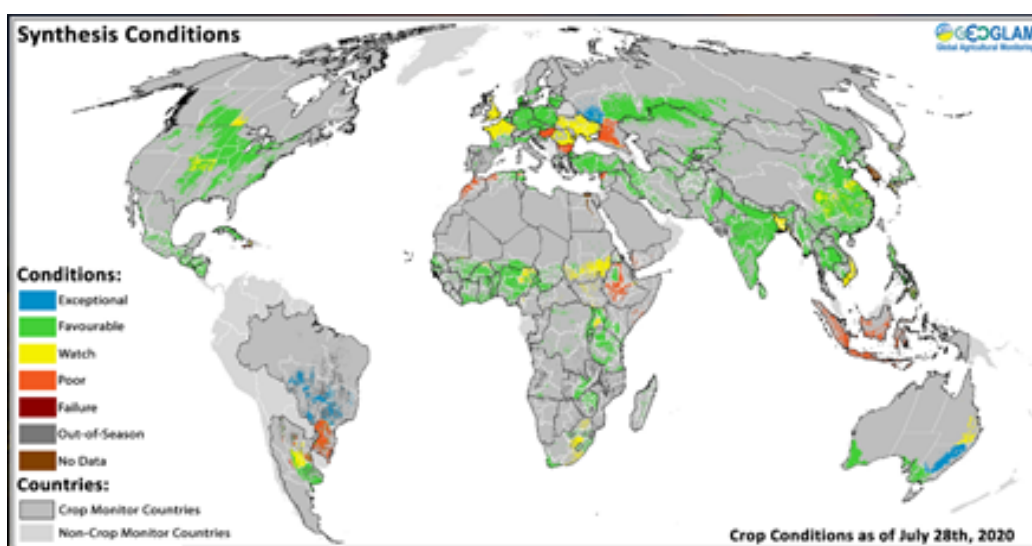 Synthesis Conditions
GEOGLAM
Global Agricultural Monitoring
Conditions:
Exceptional
Favourable
Watch
Poor
Failure
Out-of-Season
No Data
Countries:
Crop Monitor Countries
Non-Crop Monitor Countries
Crop Conditions as of July 28th, 2020